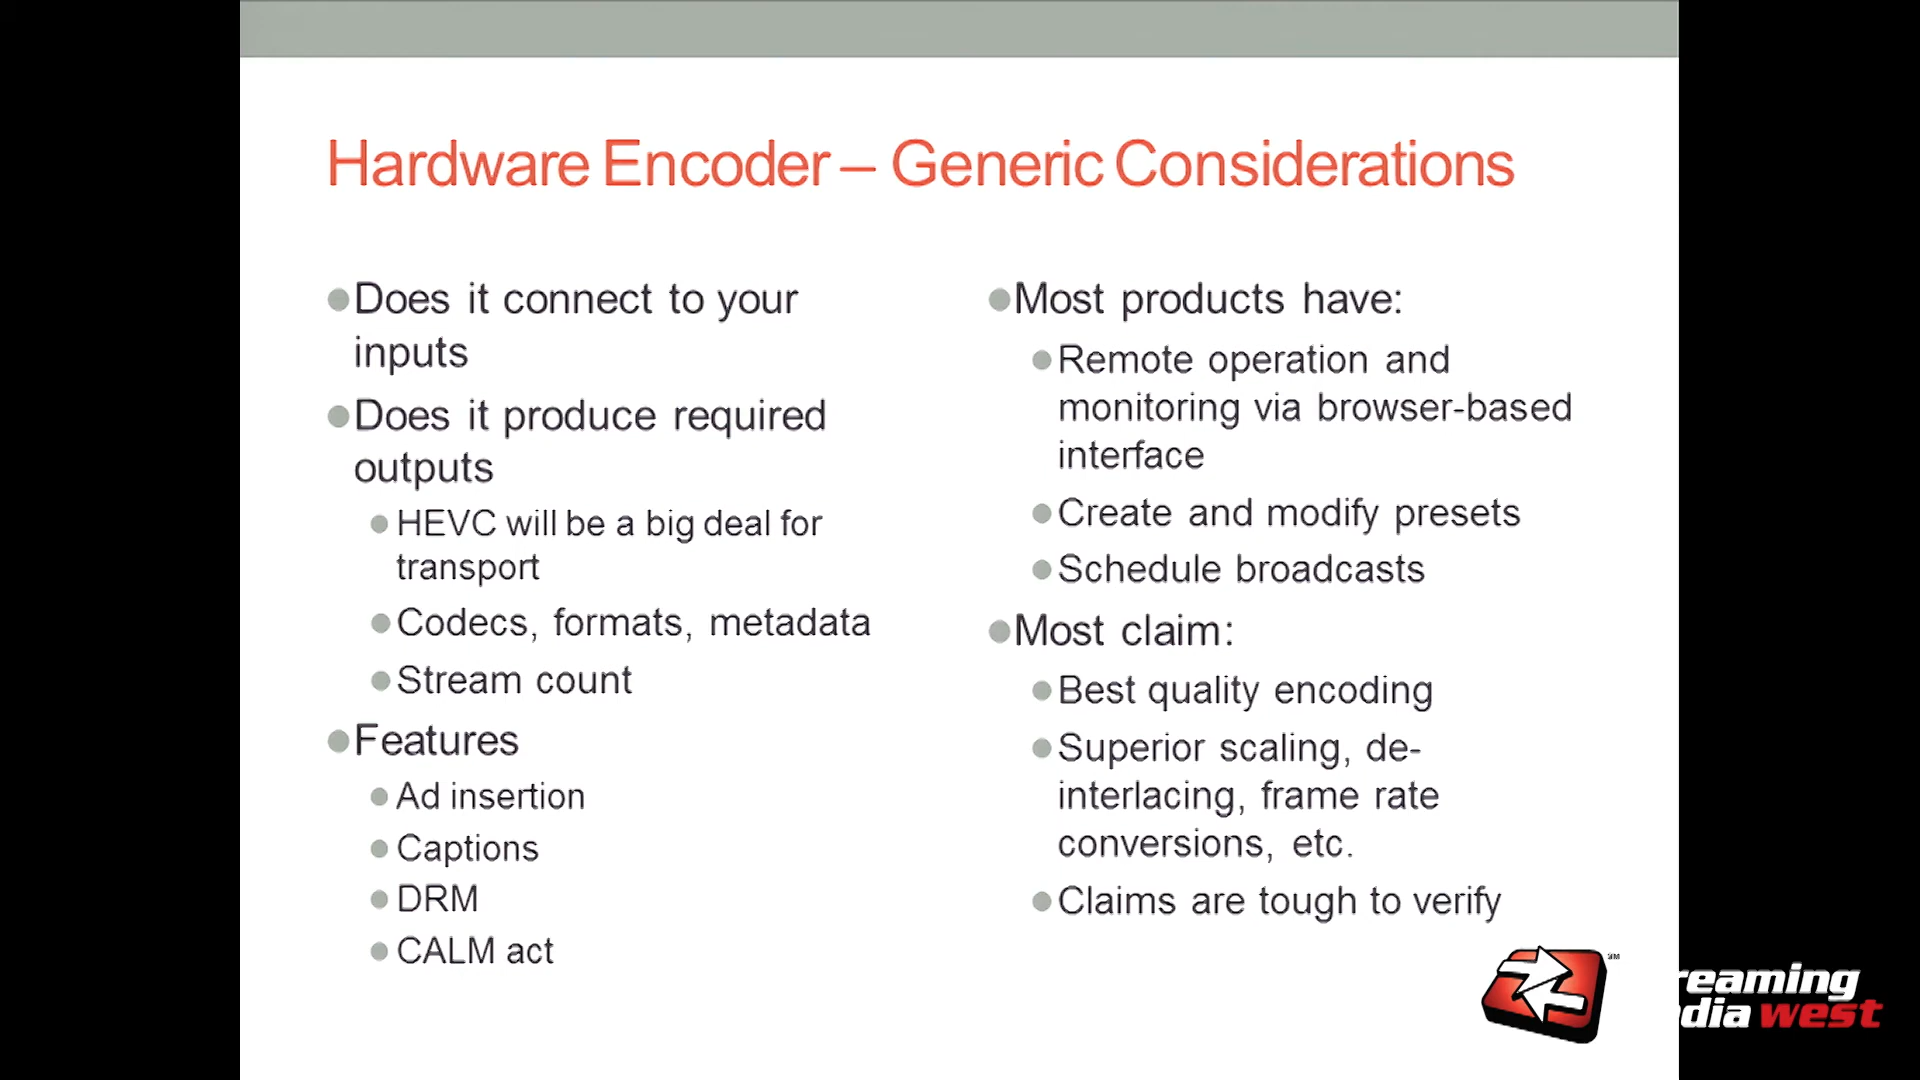 Hardware Encoder – Generic Considerations
Does it connect to your
inputs
Does it produce required
outputs
HEVC will be a big deal for
transport
Codecs, formats, metadata
Stream count
Features
Ad insertion
Captions
DRM
CALM act
Most products have:
Remote operation and
monitoring via browser-based
interface
Create and modify presets
Schedule broadcasts
Most claim:
Best quality encoding
Superior scaling, de-
interlacing, frame rate
conversions, etc.
Claims are tough to verify
SM
reaming
dia west